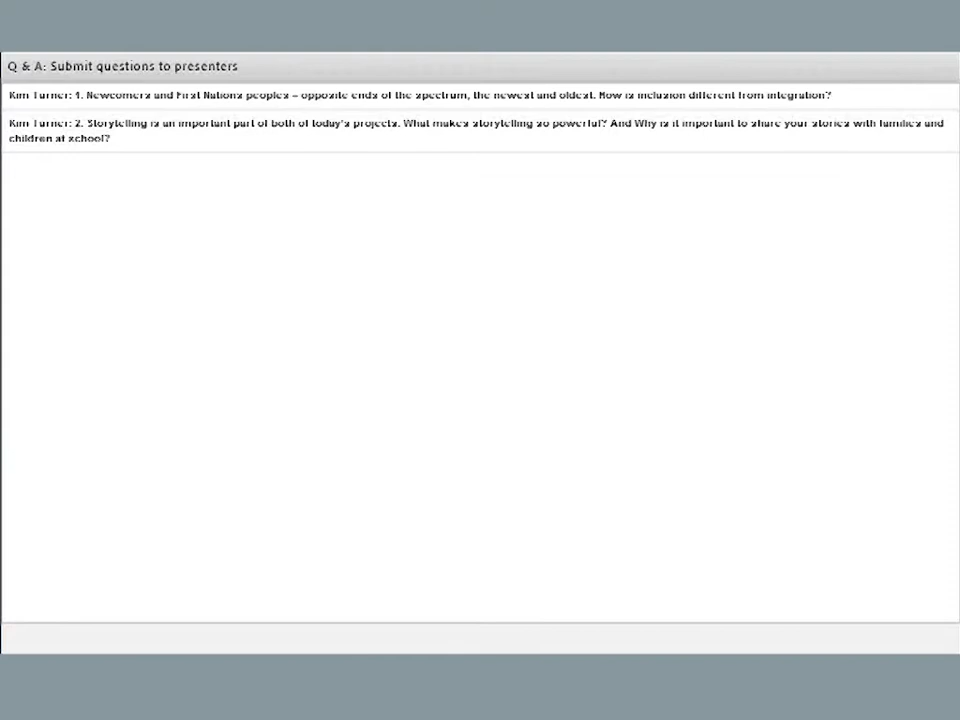 Q & A: Submit questions to presenters
Kim Turner: 1. Newcomers and First Nations peoples – opposite ends of the spectrum, the newest and oldest. How is inclusion different from integration?
Kim Turner: 2. Storytelling is an important part of both of today's projects. What makes storytelling so powerful? And Why is it important to share your stories with families and
children at school?